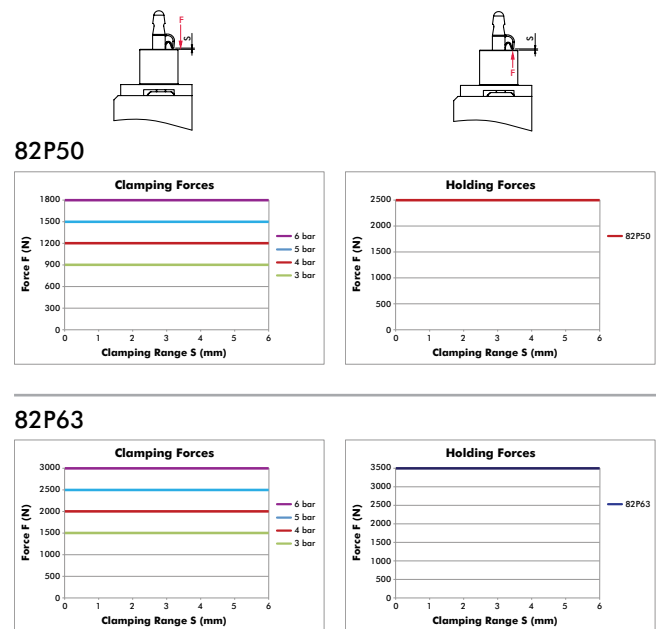 F
S
S
F
82P50
Clamping Forces
1800
1500
1200
900
600
300
0
0 1 2 3 4 5 6
Force F (N)
Clamping Range S (mm)
6 bar
5 bar
4 bar
3 bar
Holding Forces
2500
2000
1500
1000
500
0
0 1 2 3 4 5 6
Force F (N)
Clamping Range S (mm)
82P50
82P63
Clamping Forces
3000
2500
2000
1500
1000
500
0
0 1 2 3 4 5 6
Force F (N)
Clamping Range S (mm)
6 bar
5 bar
4 bar
3 bar
Holding Forces
3500
3000
2500
2000
1500
1000
500
0
0 1 2 3 4 5 6
Force F (N)
Clamping Range S (mm)
82P63